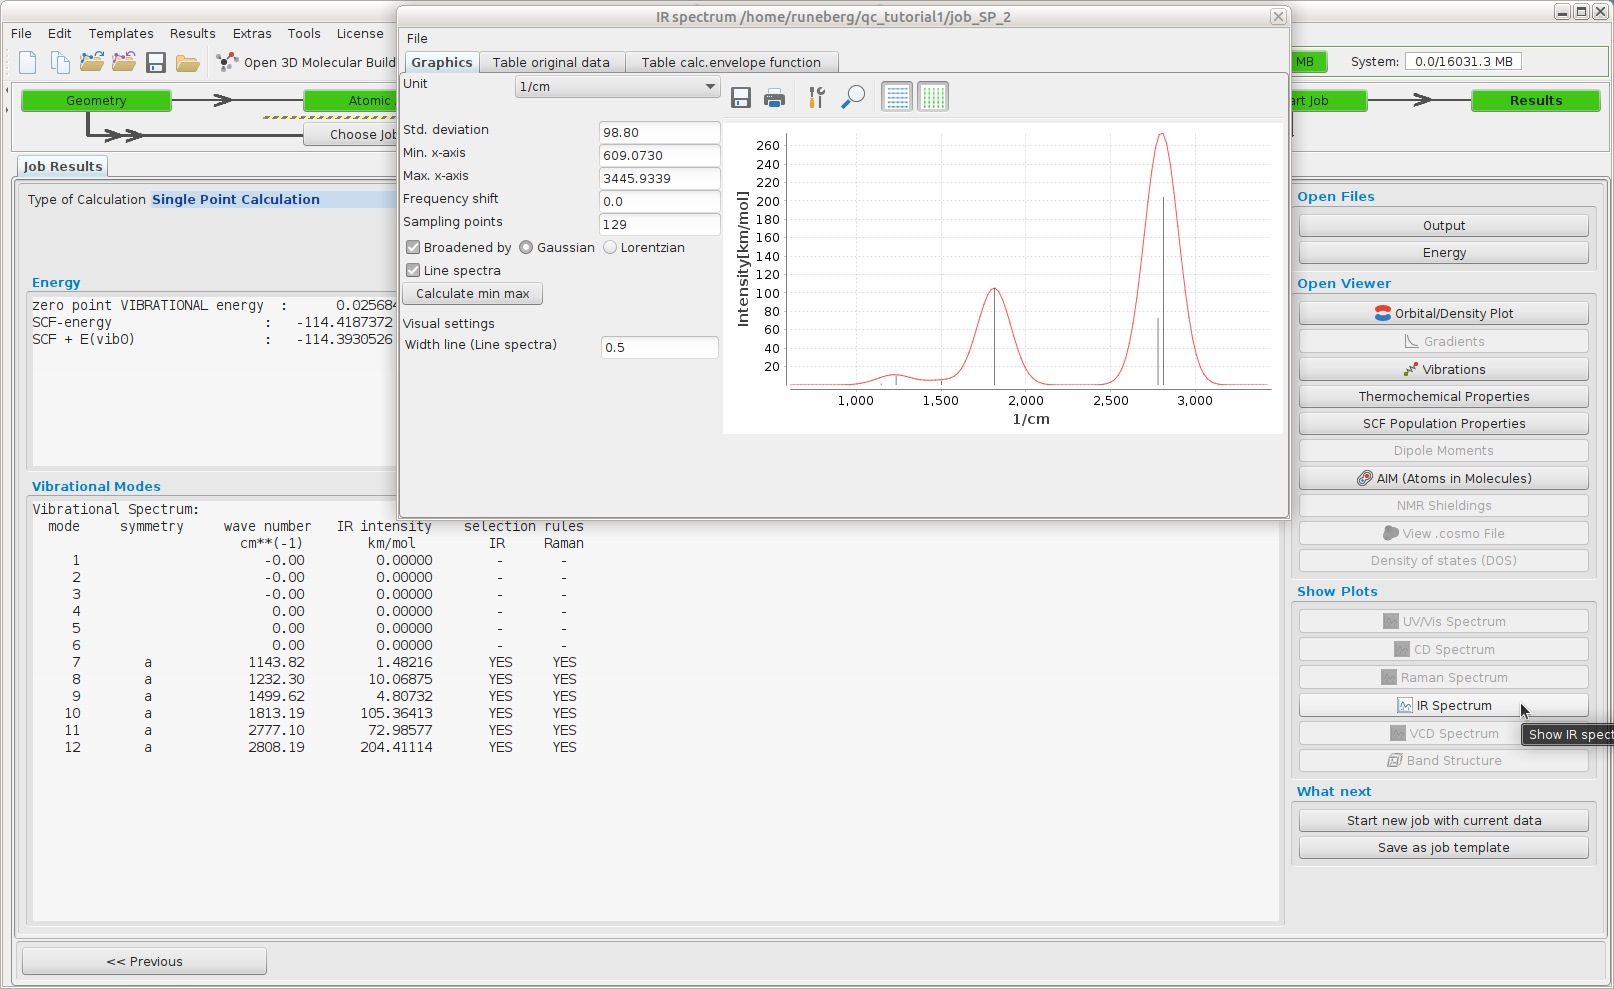 IR spectrum /home/runeberg/qc_tutorial1/job_SP_2
File Edit Templates Results Extras Tools License
File
Open 3D Molecular Build
Graphics Table original data Table calc.envelope function
MB System: 0.0/16031.3 MB
Unit 1/cm
Geometry Atomic
art Job Results
Choose Job
Std. deviation 98.80
Min. x-axis 609.0730
Max. x-axis 3445.9339
Frequency shift 0.0
Sampling points 129
Broadened by Gaussian Lorentzian
Line spectra
Calculate min max
Visual settings
Width line (Line spectra) 0.5
Intensity[km/mol]
260
240
220
200
180
160
140
120
100
80
60
40
20
1,000 1,500 2,000 2,500 3,000
1/cm
Job Results
Type of Calculation Single Point Calculation
Energy
zero point VIBRATIONAL energy : 0.025684
SCF-energy : -114.4187372
SCF + E(vib0) : -114.3930526
Vibrational Modes
Vibrational Spectrum:
mode symmetry wave number IR intensity selection rules
cm**(-1) km/mol IR Raman
1 -0.00 0.00000 - -
2 -0.00 0.00000 - -
3 -0.00 0.00000 - -
4 0.00 0.00000 - -
5 0.00 0.00000 - -
6 0.00 0.00000 - -
7 a 1143.82 1.48216 YES YES
8 a 1232.30 10.06875 YES YES
9 a 1499.62 4.80732 YES YES
10 a 1813.19 105.36413 YES YES
11 a 2777.10 72.98577 YES YES
12 a 2808.19 204.41114 YES YES
Open Files
Output
Energy
Open Viewer
Orbital/Density Plot
Gradients
Vibrations
Thermochemical Properties
SCF Population Properties
Dipole Moments
AIM (Atoms in Molecules)
NMR Shieldings
View .cosmo File
Density of states (DOS)
Show Plots
UV/Vis Spectrum
CD Spectrum
Raman Spectrum
IR Spectrum
VCD Spectrum
Show IR spect
Band Structure
What next
Start new job with current data
Save as job template
<< Previous